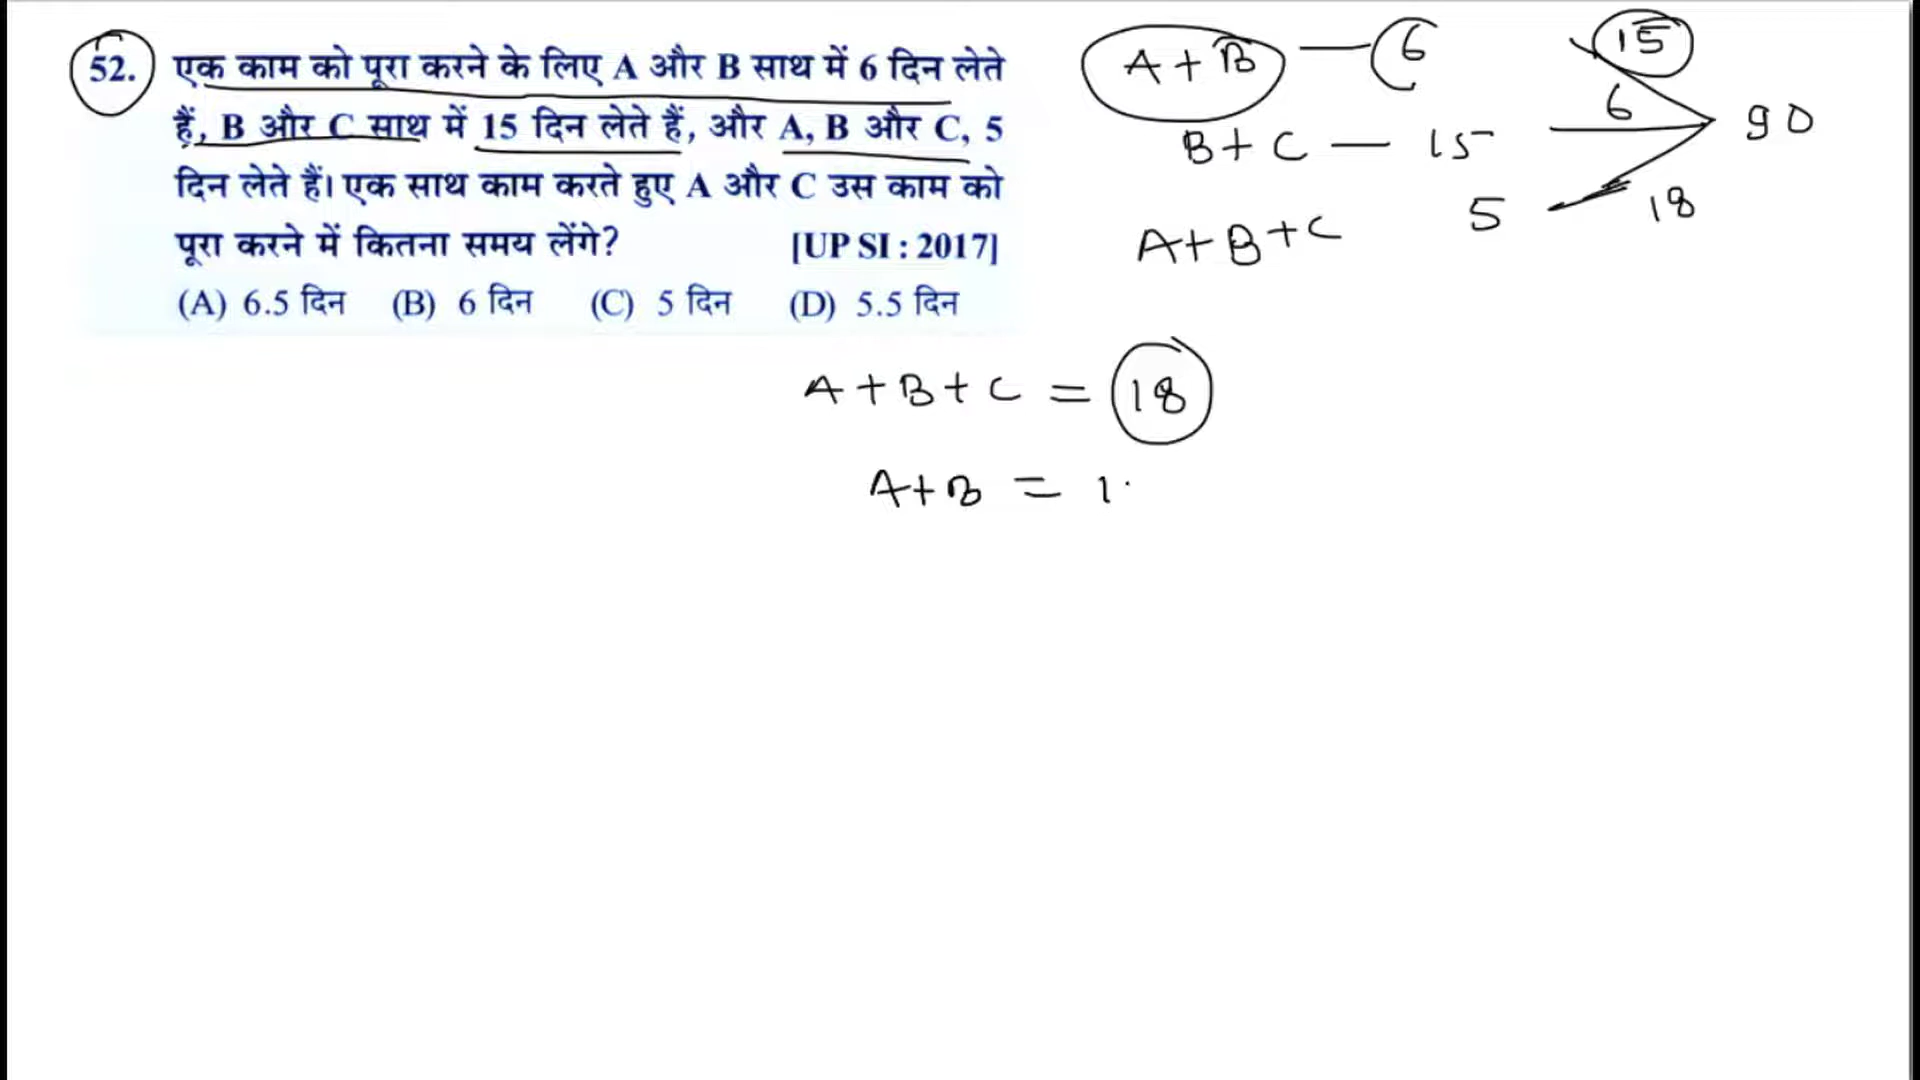 52. एक काम को पूरा करने के लिए A और B साथ में 6 दिन लेते
हैं, B और C साथ में 15 दिन लेते हैं, और A, B और C, 5
दिन लेते हैं। एक साथ काम करते हुए A और C उस काम को
पूरा करने में कितना समय लेंगे? [UP SI : 2017]
(A) 6.5 दिन (B) 6 दिन (C) 5 दिन (D) 5.5 दिन
A + B — 6 15
B + C — 15 6 90
A + B + C 5 18
A + B + C = 18
A + B = 1